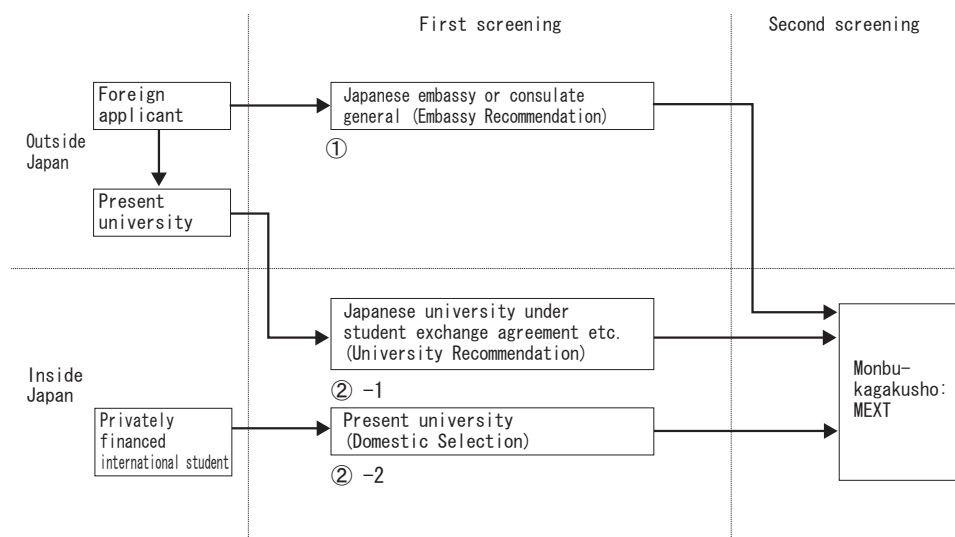 First screening
Second screening
Foreign
applicant
Japanese embassy or consulate
general (Embassy Recommendation)
①
Outside
Japan
Present
university
Japanese university under
student exchange agreement etc.
(University Recommendation)
② -1
Inside
Japan
Privately
financed
international student
Present university
(Domestic Selection)
② -2
Monbu-
kagakusho:
MEXT